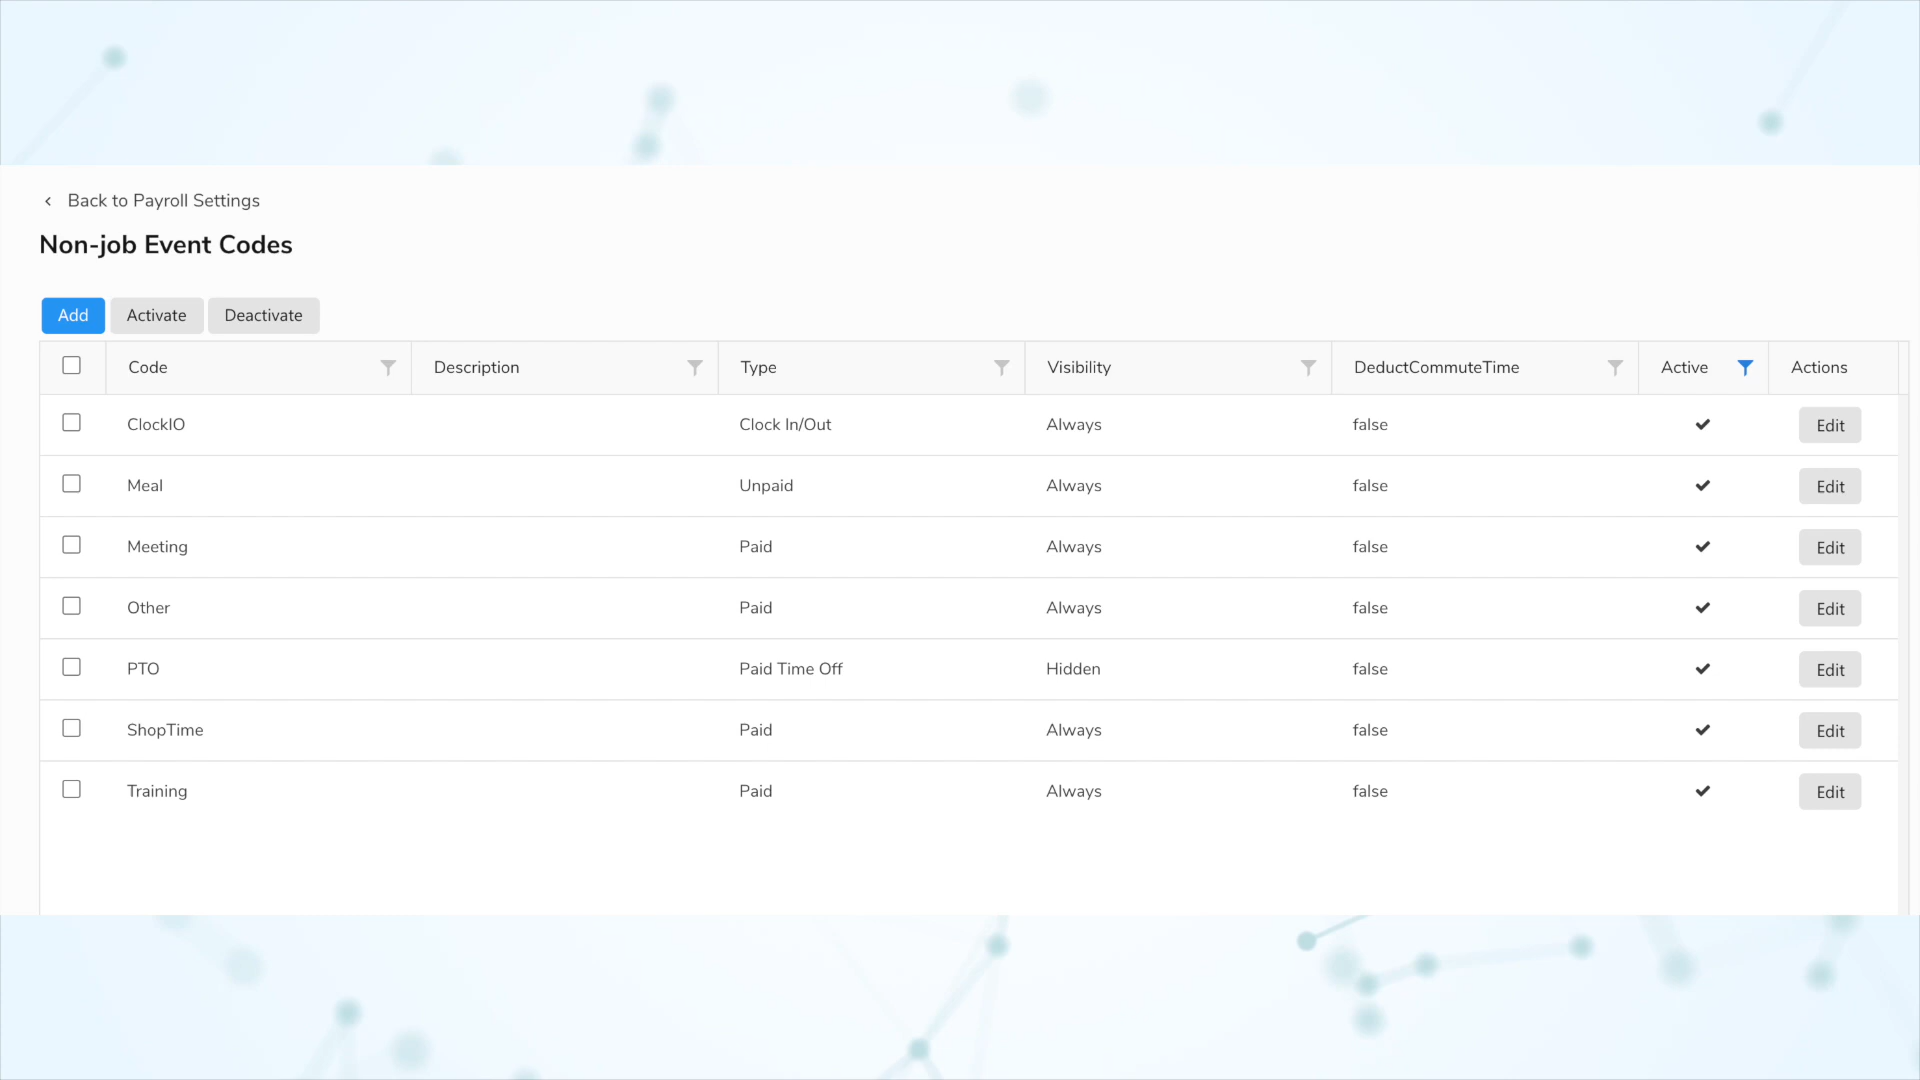 Back to Payroll Settings
Non-job Event Codes
Add Activate Deactivate
Code Description Type Visibility DeductCommuteTime Active Actions
ClockIO Clock In/Out Always false Edit
Meal Unpaid Always false Edit
Meeting Paid Always false Edit
Other Paid Always false Edit
PTO Paid Time Off Hidden false Edit
ShopTime Paid Always false Edit
Training Paid Always false Edit